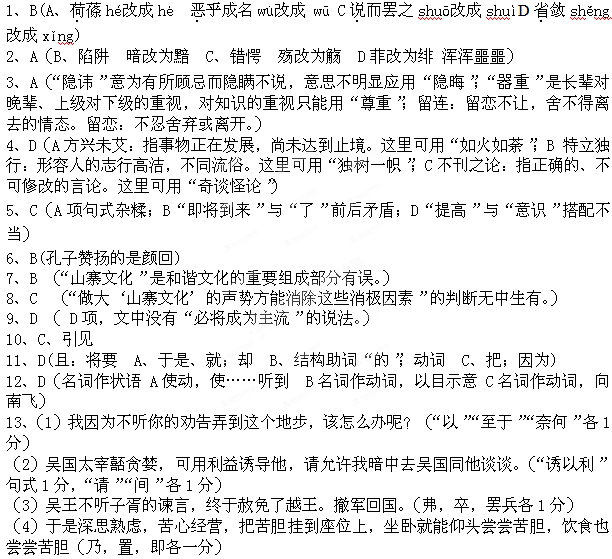 1、B(A、荷蓧hé改成hè　恶乎成名wù改成 wū C说而罢之shuō改成shuìD省敛shěng
改成xǐng)
2、A（B、陷阱　暗改为黯　C、错愕　殇改为觞　D菲改为绯 浑浑噩噩）
3、A（“隐讳 ”意为有所顾忌而隐瞒不说，意思不明显应用 “隐晦 ”；“器重 ”是长辈对
晚辈、上级对下级的重视，对知识的重视只能用 “尊重 ”；留连：留恋不让，舍不得离
去的情态。留恋：不忍舍弃或离开。）
4、D（A方兴未艾：指事物正在发展，尚未达到止境。这里可用 “如火如荼 ”；B 特立独
行：形容人的志行高洁，不同流俗。这里可用 “独树一帜 ”；C不刊之论：指正确的、不
可修改的言论。这里可用 “奇谈怪论 ”）
5、C（A项句式杂糅；B“即将到来 ”与 “了 ”前后矛盾；D“提高 ”与 “意识 ”搭配不
当）
6、B(孔子赞扬的是颜回)
7、B （“山寨文化 ”是和谐文化的重要组成部分有误。）
8、C　（“做大‘山寨文化’的声势方能消除这些消极因素 ”的判断无中生有。）
9、D（ D项，文中没有 “必将成为主流 ”的说法。）
10、C、引见
11、D(且：将要　A、于是、就；却　B、结构助词 “的 ”；动词　C、把；因为)
12、D（名词作状语 A使动，使……听到　B名词作动词，以目示意 C名词作动词，向
南飞）
13、（1）我因为不听你的劝告弄到这个地步，该怎么办呢？（“以 ”“至于 ”“奈何 ”各1
分）
（2）吴国太宰嚭贪婪，可用利益诱导他，请允许我暗中去吴国同他谈谈。（“诱以利 ”
句式1分，“请 ”“间 ”各1分）
（3）吴王不听子胥的谏言，终于赦免了越王。撤军回国。（弗，卒，罢兵各1分）
（4）于是深思熟虑，苦心经营，把苦胆挂到座位上，坐卧就能仰头尝尝苦胆，饮食也
尝尝苦胆（乃，置，即各一分）